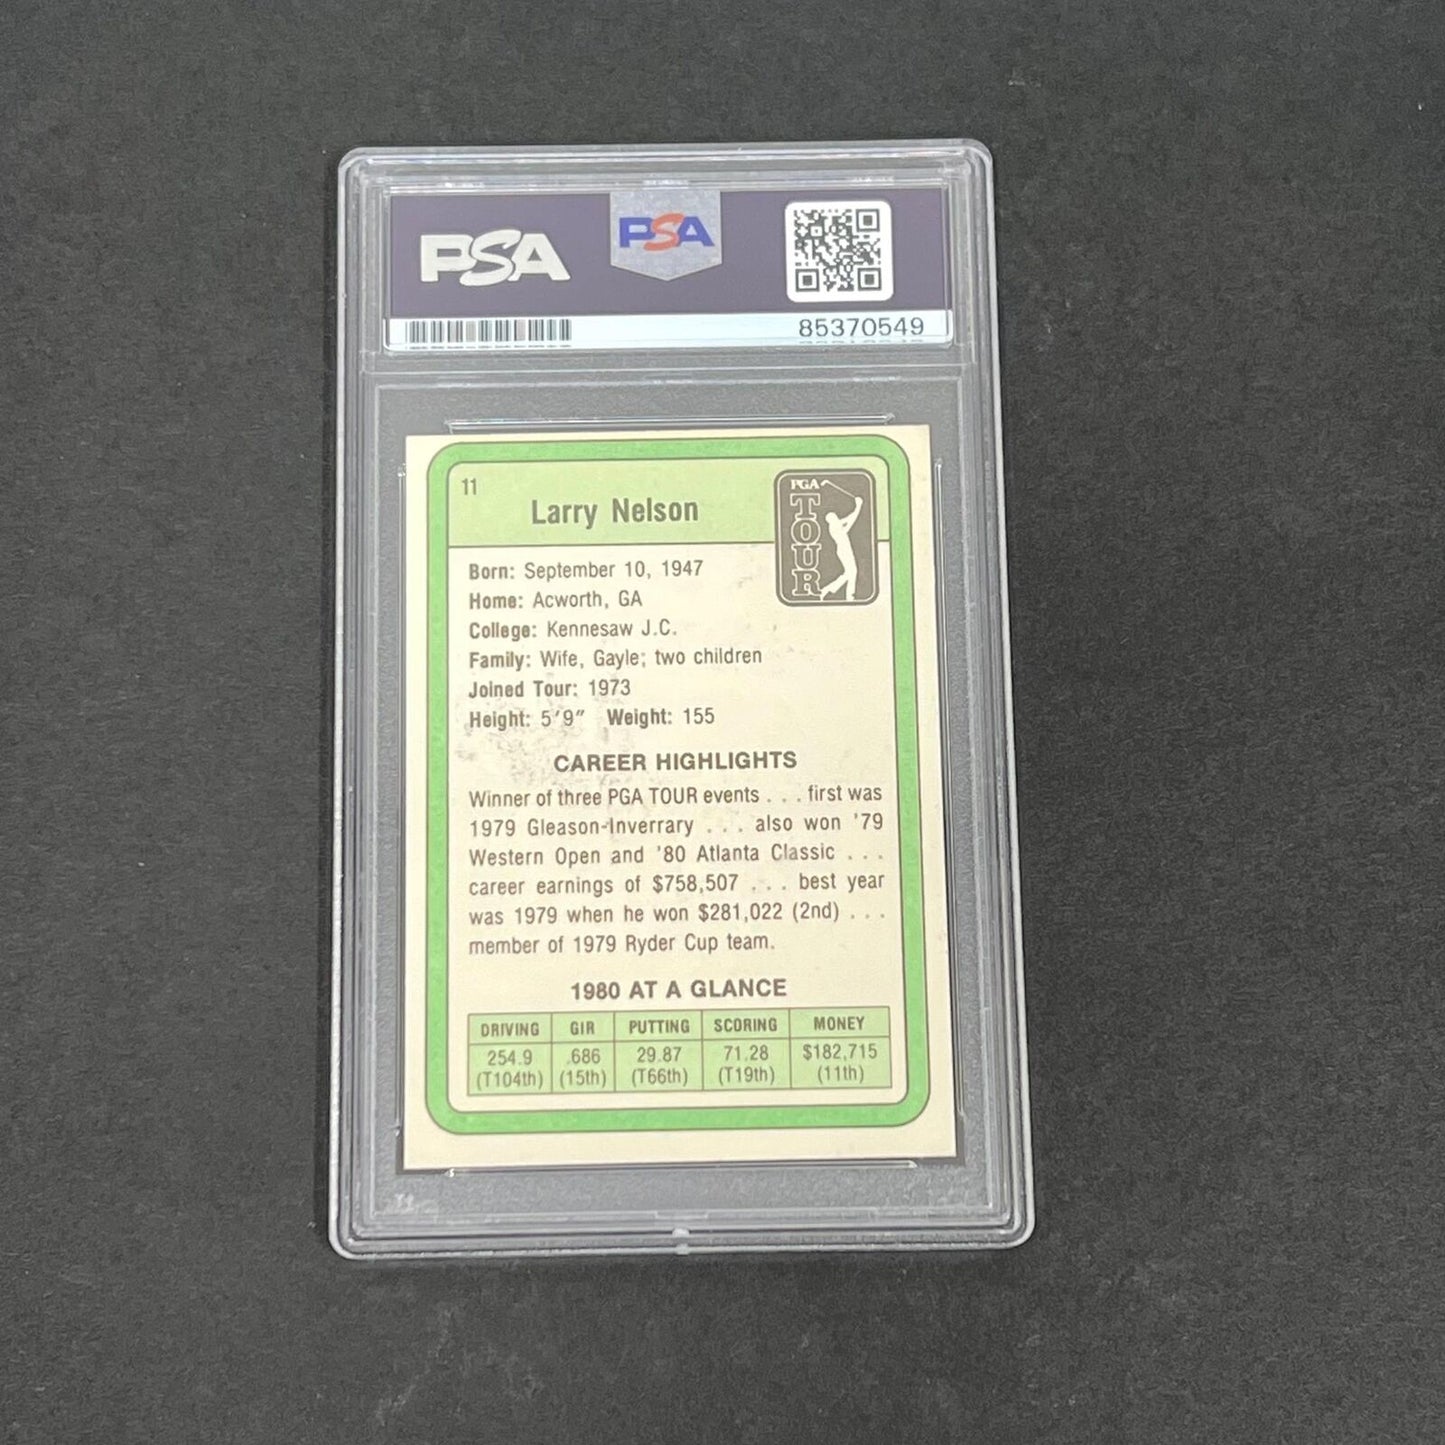 PSA
PSA
85370549
11
Larry Nelson
PGA
TOUR
Born: September 10, 1947
Home: Acworth, GA
College: Kennesaw J.C.
Family: Wife, Gayle; two children
Joined Tour: 1973
Height: 5'9" Weight: 155
CAREER HIGHLIGHTS
Winner of three PGA TOUR events . . . first was
1979 Gleason-Inverrary . . . also won '79
Western Open and '80 Atlanta Classic . . .
career earnings of $758,507 . . . best year
was 1979 when he won $281,022 (2nd) . . .
member of 1979 Ryder Cup team.
1980 AT A GLANCE
DRIVING GIR PUTTING SCORING MONEY
254.9 .686 29.87 71.28 $182,715
(T104th) (15th) (T66th) (T19th) (11th)